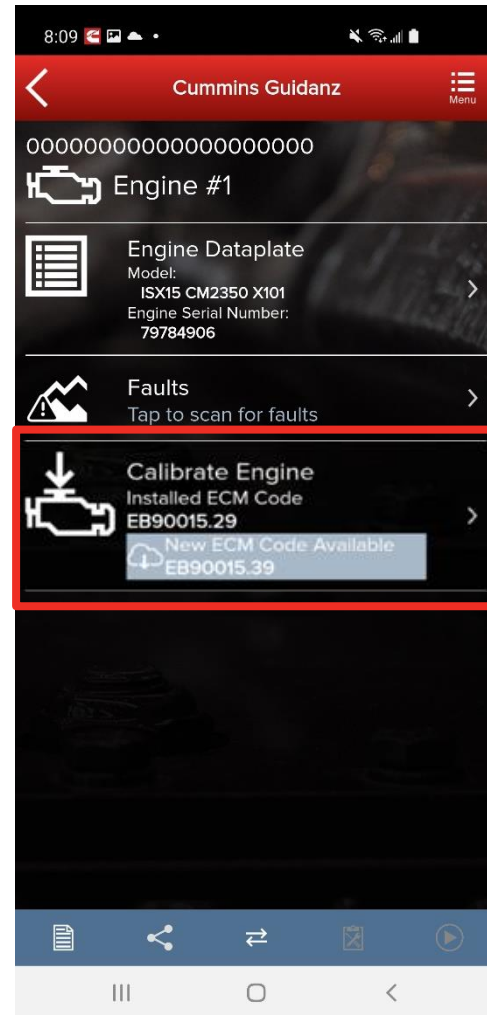 8:09
Cummins Guidanz
Menu
00000000000000000000
Engine #1
Engine Dataplate
Model:
ISX15 CM2350 X101
Engine Serial Number:
79784906
Faults
Tap to scan for faults
Calibrate Engine
Installed ECM Code
EB90015.29
New ECM Code Available
EB90015.39